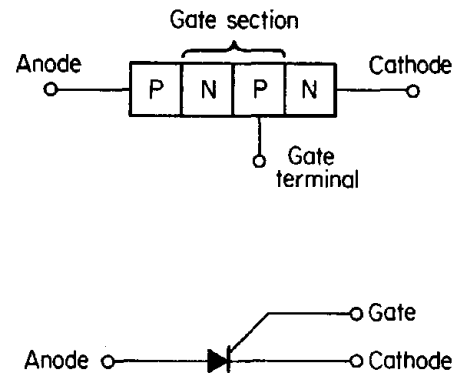 Gate section
Anode
Cathode
P N P N
Gate
terminal
Gate
Anode
Cathode